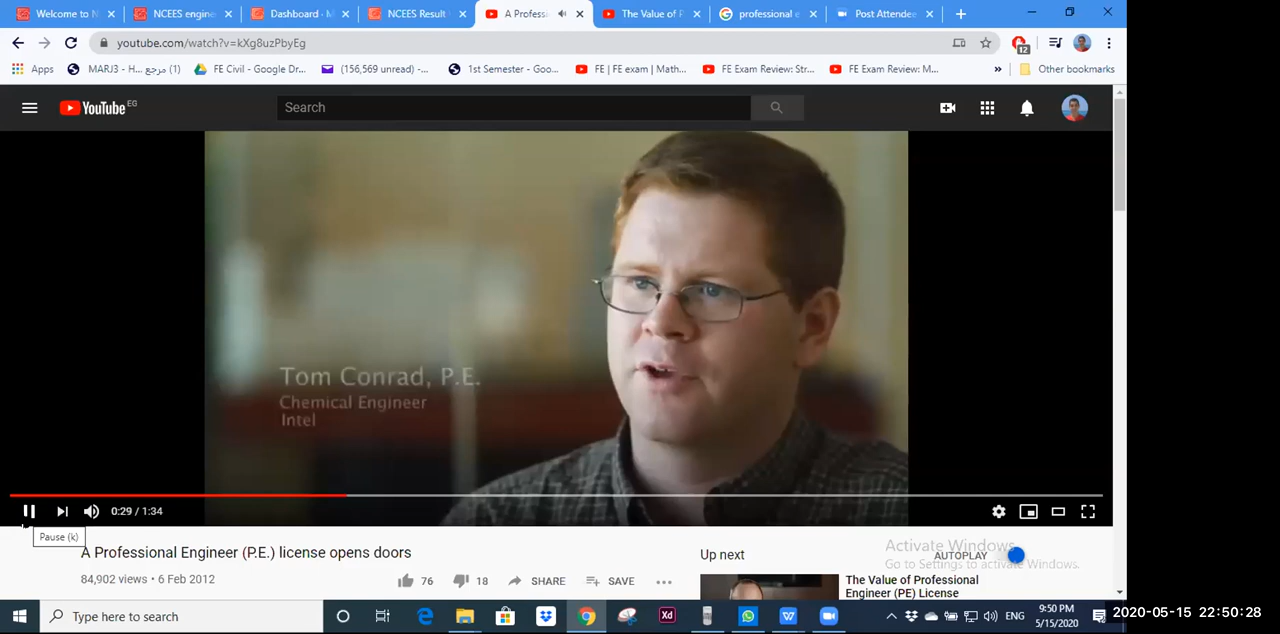 Welcome to N
NCEES engine
Dashboard - M
NCEES Result
A Profess
The Value of P
professional e
Post Attendee
youtube.com/watch?v=kXg8uzPbyEg
12
Apps
MARJ3 - H... مرجع (1)
FE Civil - Google Dr...
(156,569 unread) -...
1st Semester - Goo...
FE | FE exam | Math...
FE Exam Review: Str...
FE Exam Review: M...
»
Other bookmarks
YouTube EG
Search
Tom Conrad, P.E.
Chemical Engineer
Intel
0:29 / 1:34
Pause (k)
A Professional Engineer (P.E.) license opens doors
84,902 views • 6 Feb 2012
76
18
SHARE
SAVE
Up next
AUTOPLAY
Activate Windows
Go to Settings to activate Windows.
The Value of Professional
Engineer (PE) License
Type here to search
Xd
ENG
9:50 PM
5/15/2020
2020-05-15 22:50:28